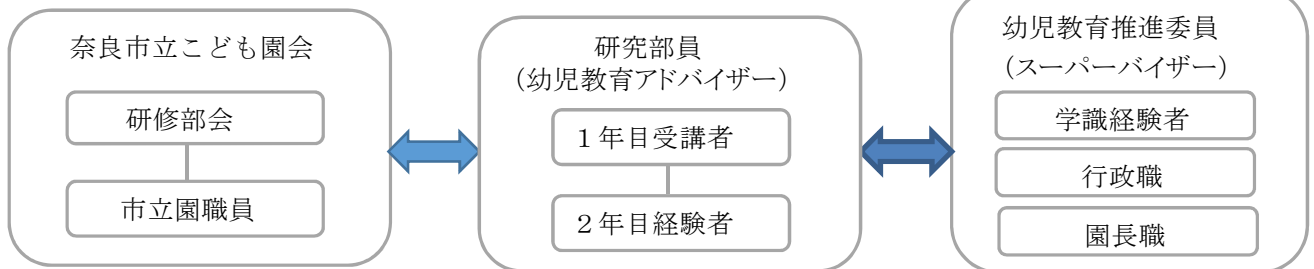 奈良市立こども園会
研修部会
市立園職員
研究部員
(幼児教育アドバイザー)
1年目受講者
2年目経験者
幼児教育推進委員
(スーパーバイザー)
学識経験者
行政職
園長職